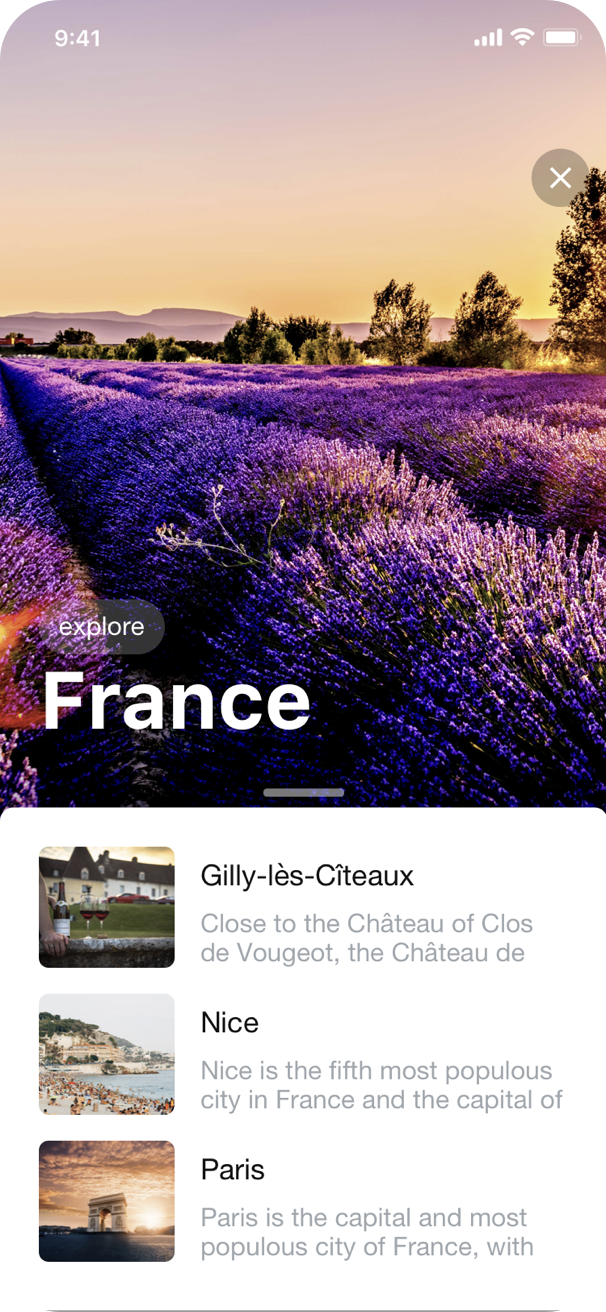 9:41
explore
France
Gilly-lès-Cîteaux
Close to the Château of Clos
de Vougeot, the Château de
Nice
Nice is the fifth most populous
city in France and the capital of
Paris
Paris is the capital and most
populous city of France, with